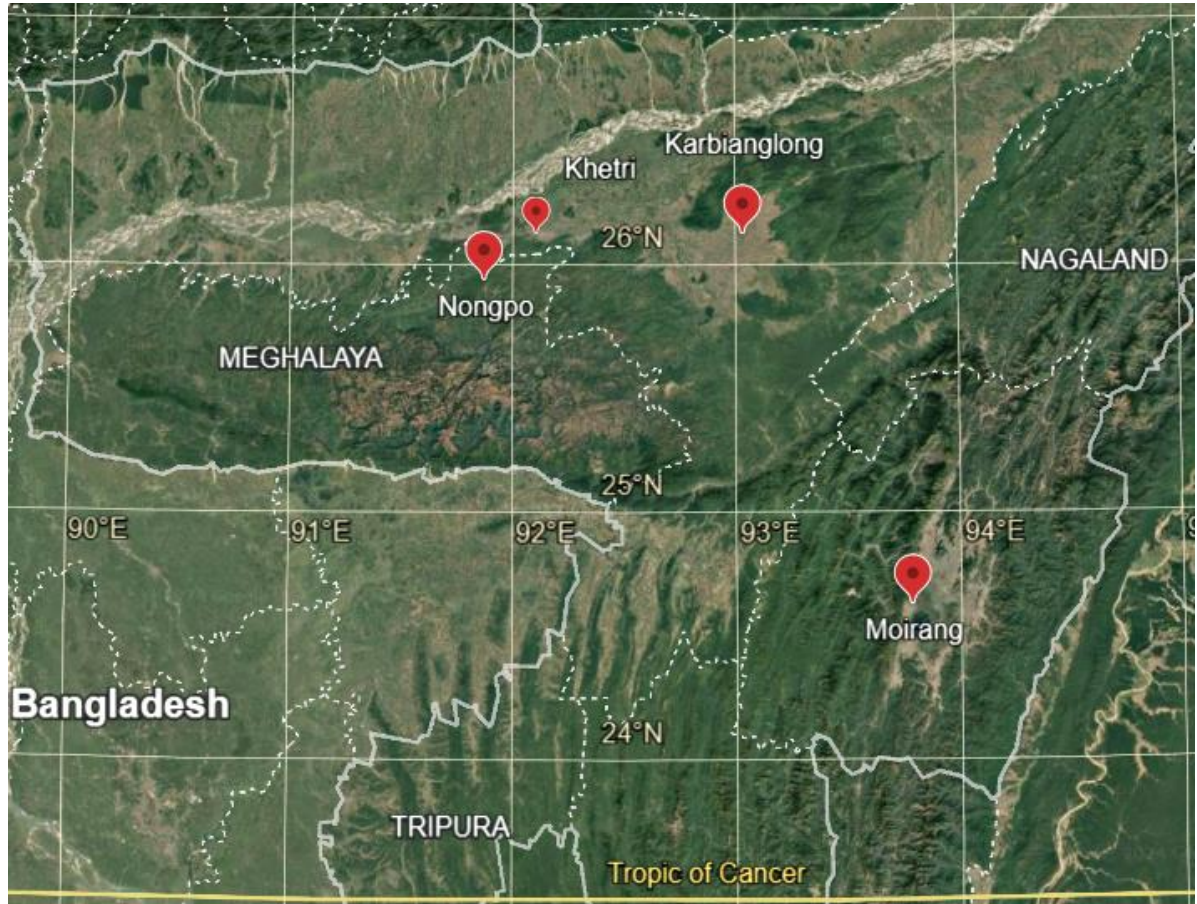 Karbianglong
Khetri
26°N
NAGALAND
Nongpo
MEGHALAYA
25°N
90°E
91°E
92°E
93°E
94°E
Moirang
Bangladesh
24°N
TRIPURA
Tropic of Cancer